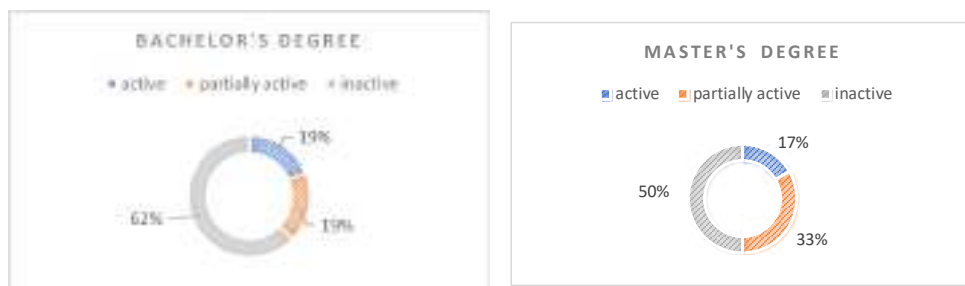 BACHELOR'S DEGREE
active partially active inactive
19%
62%
19%
MASTER'S DEGREE
active partially active inactive
17%
50%
33%